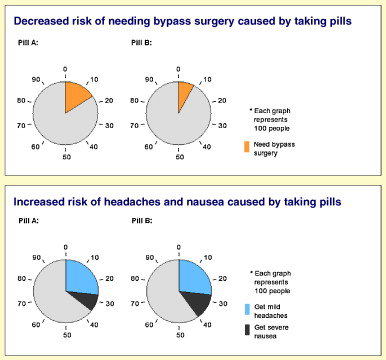 Decreased risk of needing bypass surgery caused by taking pills
Pill A:
Pill B:
0
10
20
30
40
50
60
70
80
90
0
10
20
30
40
50
60
70
80
90
* Each graph
represents
100 people
Need bypass
surgery
Increased risk of headaches and nausea caused by taking pills
Pill A:
Pill B:
0
10
20
30
40
50
60
70
80
90
0
10
20
30
40
50
60
70
80
90
* Each graph
represents
100 people
Get mild
headaches
Get severe
nausea